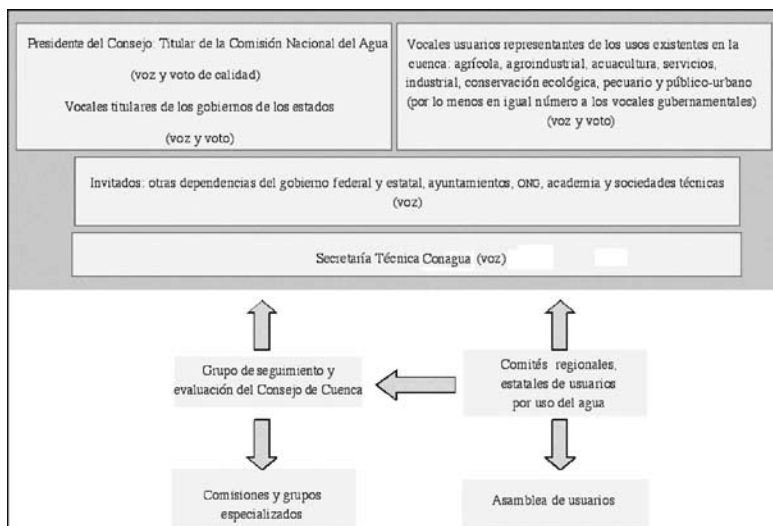 Presidente del Consejo: Titular de la Comisión Nacional del Agua
(voz y voto de calidad)
Vocales titulares de los gobiernos de los estados
(voz y voto)
Vocales usuarios representantes de los usos existentes en la
cuenca: agrícola, agroindustrial, acuacultura, servicios,
industrial, conservación ecológica, pecuario y público-urbano
(por lo menos en igual número a los vocales gubernamentales)
(voz y voto)
Invitados: otras dependencias del gobierno federal y estatal, ayuntamientos, ONG, academia y sociedades técnicas
(voz)
Secretaría Técnica Conagua (voz)
Grupo de seguimiento y
evaluación del Consejo de Cuenca
Comités regionales,
estatales de usuarios
por uso del agua
Comisiones y grupos
especializados
Asamblea de usuarios